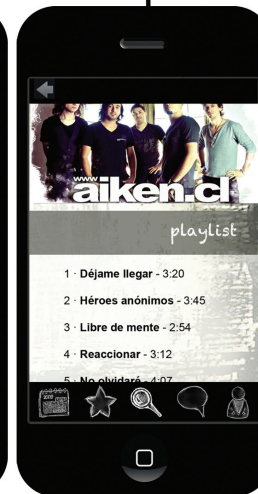 www
aiken.cl
playlist
1 · Déjame llegar - 3:20
2 · Héroes anónimos - 3:45
3 · Libre de mente - 2:54
4 · Reaccionar - 3:12
5 · No olvidaré - 4:07